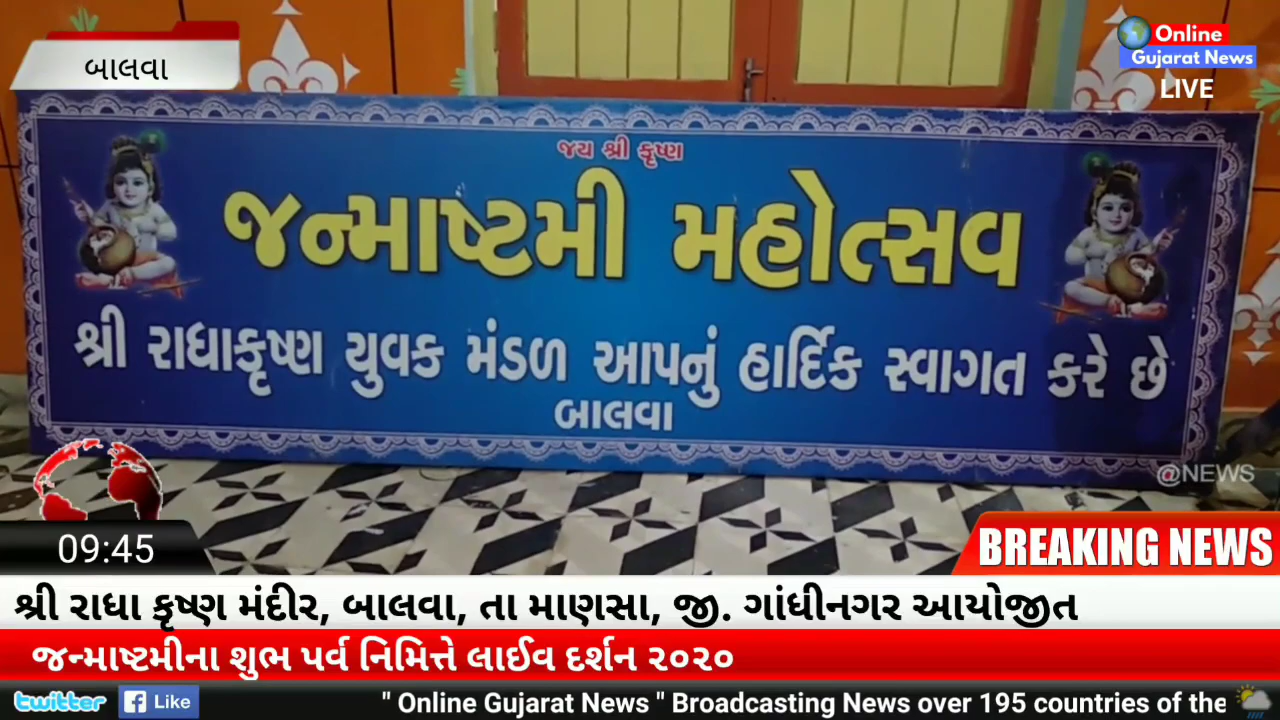 બાલવા
Online
Gujarat News
LIVE
જય શ્રી કૃષ્ણ
જન્માષ્ટમી મહોત્સવ
શ્રી રાધાકૃષ્ણ યુવક મંડળ આપનું હાર્દિક સ્વાગત કરે છે
બાલવા
@NEWS
09:45
BREAKING NEWS
શ્રી રાધા કૃષ્ણ મંદીર, બાલવા, તા માણસા, જી. ગાંધીનગર આયોજીત
જન્માષ્ટમીના શુભ પર્વ નિમિત્તે લાઈવ દર્શન ૨૦૨૦
twitter f Like " Online Gujarat News " Broadcasting News over 195 countries of the